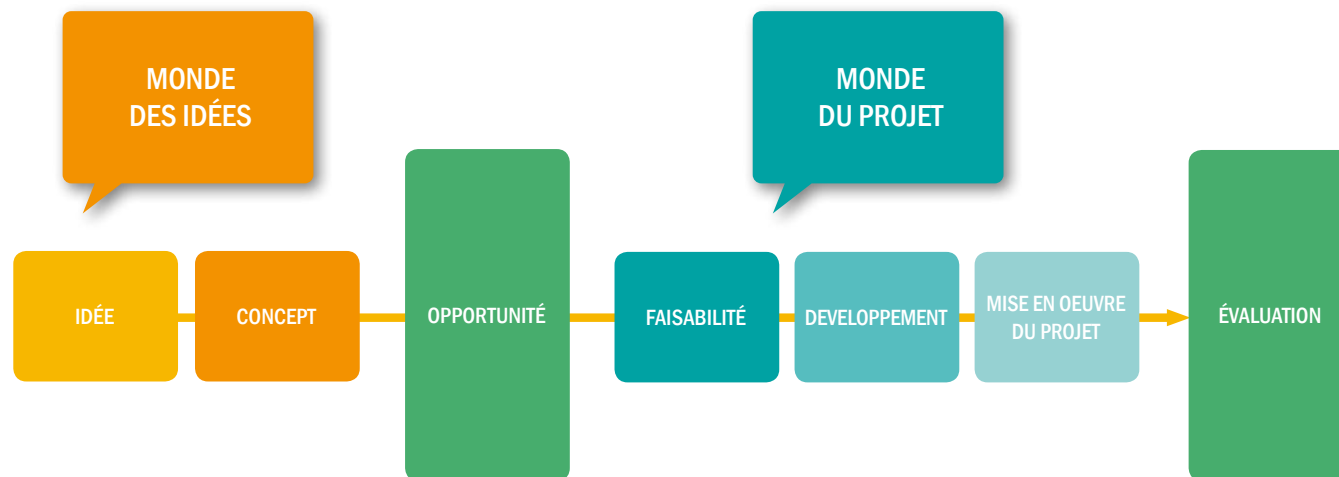 MONDE
DES IDÉES
MONDE
DU PROJET
IDÉE
CONCEPT
OPPORTUNITÉ
FAISABILITÉ
DEVELOPPEMENT
MISE EN OEUVRE
DU PROJET
ÉVALUATION